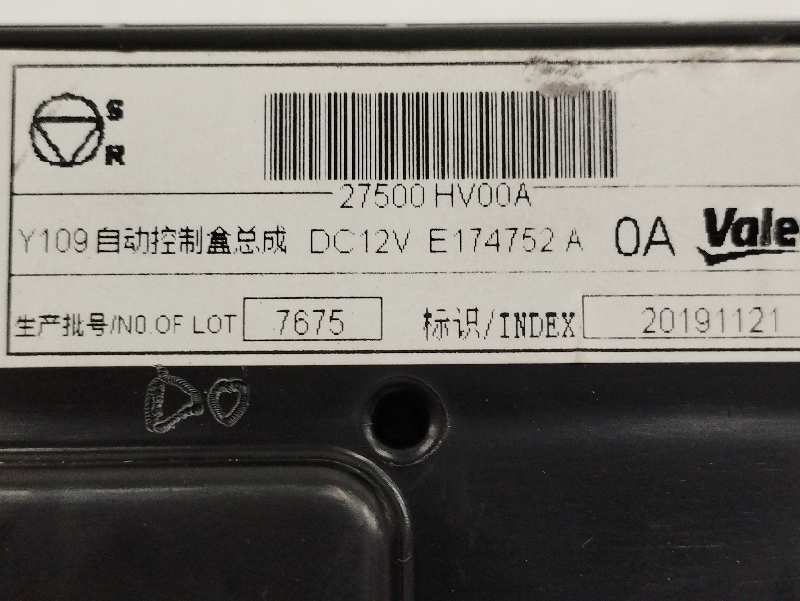 S
R
27500 HV00A
Y109 自动控制盒总成 DC12V E174752 A 0A Vale
生产批号/NO.OF LOT 7675 标识/INDEX 20191121